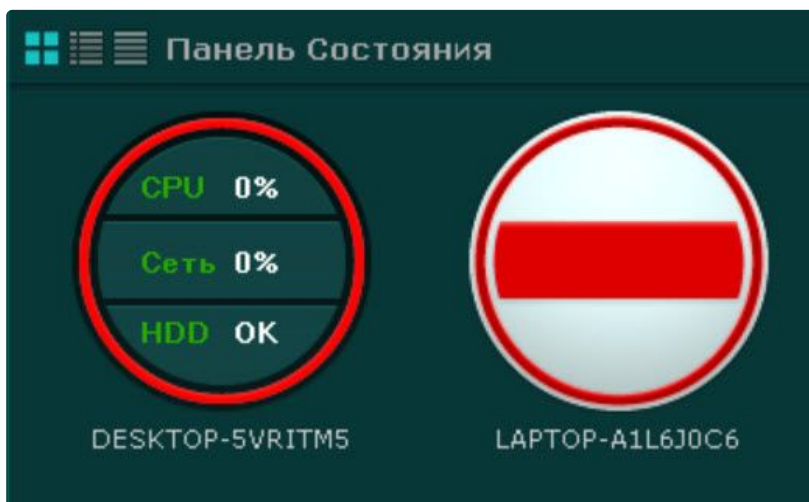 Панель Состояния
CPU 0%
Сеть 0%
HDD OK
DESKTOP-5VRITM5
LAPTOP-A1L6J0C6